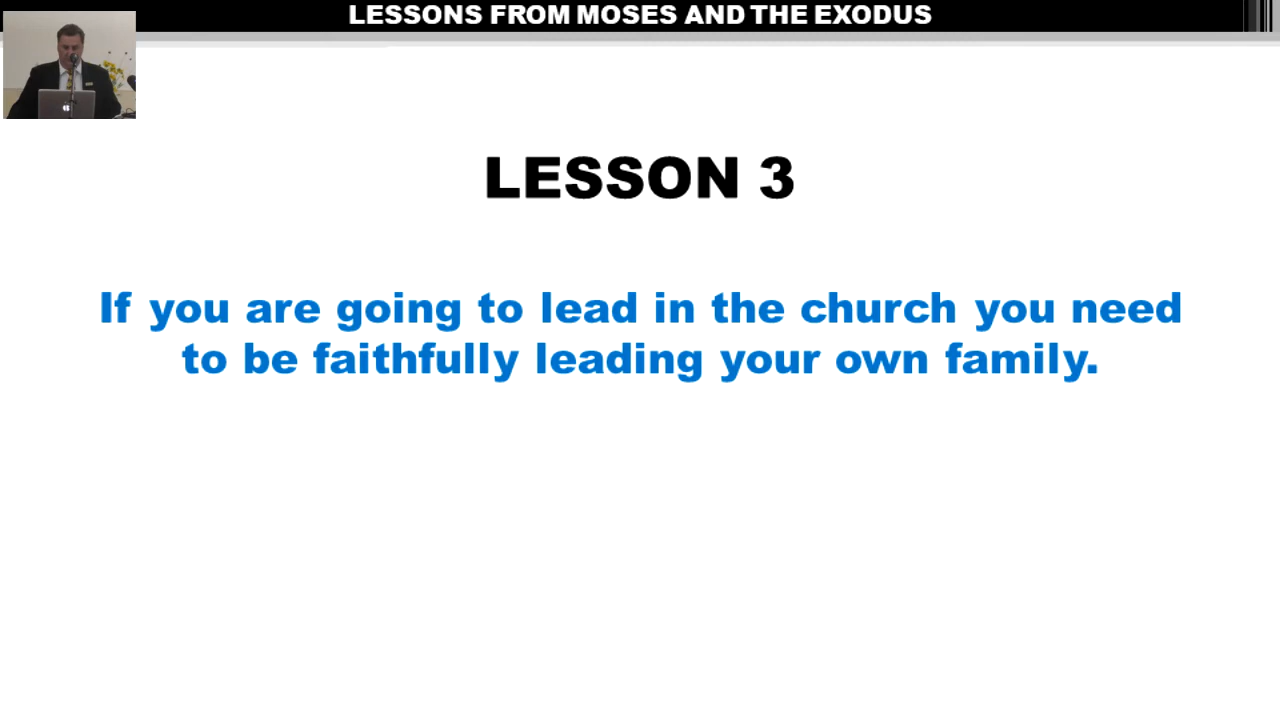 LESSONS FROM MOSES AND THE EXODUS
LESSON 3
If you are going to lead in the church you need
to be faithfully leading your own family.